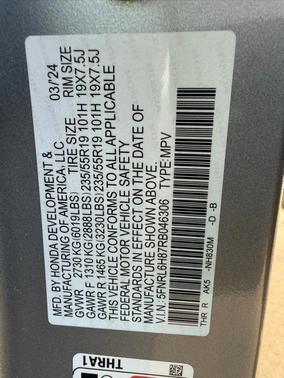 MFD. BY HONDA DEVELOPMENT &
MANUFACTURING OF AMERICA, LLC 03/24
TIRE SIZE RIM SIZE
GVWR 2730 KG(6019LBS)
GAWR F 1310 KG(2888LBS)235/55R19 101H 19X7.5J
GAWR R 1465 KG(3230LBS)235/55R19 101H 19X7.5J
THIS VEHICLE CONFORMS TO ALL APPLICABLE
FEDERAL MOTOR VEHICLE SAFETY
STANDARDS IN EFFECT ON THE DATE OF
MANUFACTURE SHOWN ABOVE.
V.I.N: 5FNRL6H87RB046306 TYPE:MPV
THR R AK5 -NH830M -D -B
THRA1